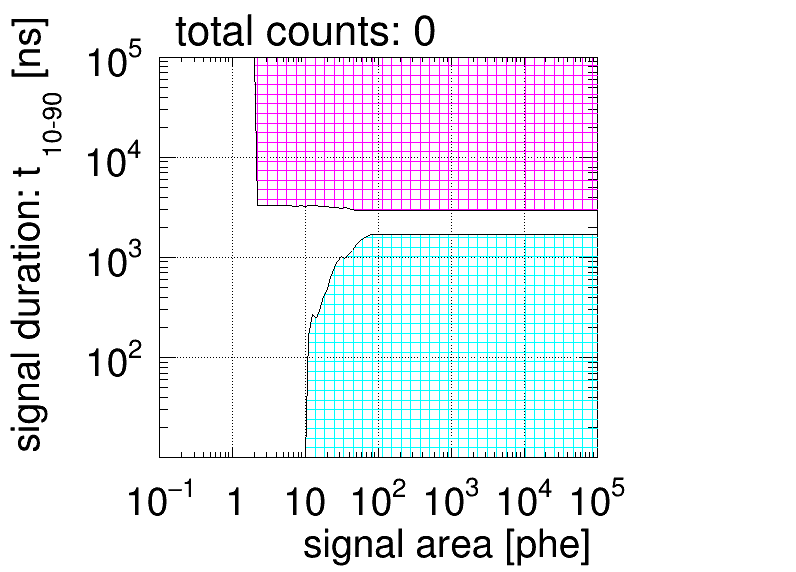 total counts: 0
signal duration: t 10-90 [ns]
10^5
10^4
10^3
10^2
10^−1 1 10 10^2 10^3 10^4 10^5
signal area [phe]